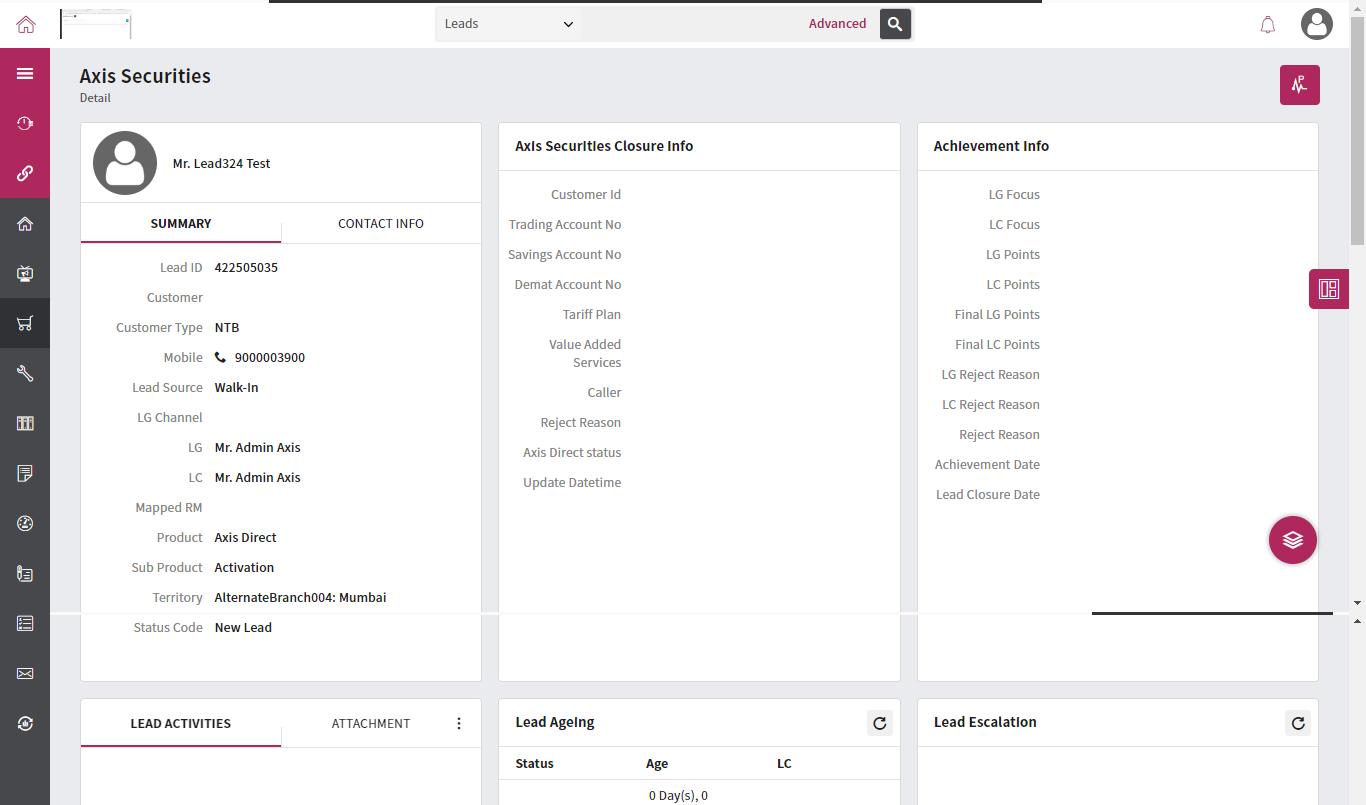 Leads
Advanced
Axis Securities
Detail
Mr. Lead324 Test
SUMMARY
CONTACT INFO
Lead ID 422505035
Customer
Customer Type NTB
Mobile 9000003900
Lead Source Walk-In
LG Channel
LG Mr. Admin Axis
LC Mr. Admin Axis
Mapped RM
Product Axis Direct
Sub Product Activation
Territory AlternateBranch004: Mumbai
Status Code New Lead
Axis Securities Closure Info
Customer Id
Trading Account No
Savings Account No
Demat Account No
Tariff Plan
Value Added
Services
Caller
Reject Reason
Axis Direct status
Update Datetime
Achievement Info
LG Focus
LC Focus
LG Points
LC Points
Final LG Points
Final LC Points
LG Reject Reason
LC Reject Reason
Reject Reason
Achievement Date
Lead Closure Date
LEAD ACTIVITIES
ATTACHMENT
Lead Ageing
Status Age LC
0 Day(s), 0
Lead Escalation